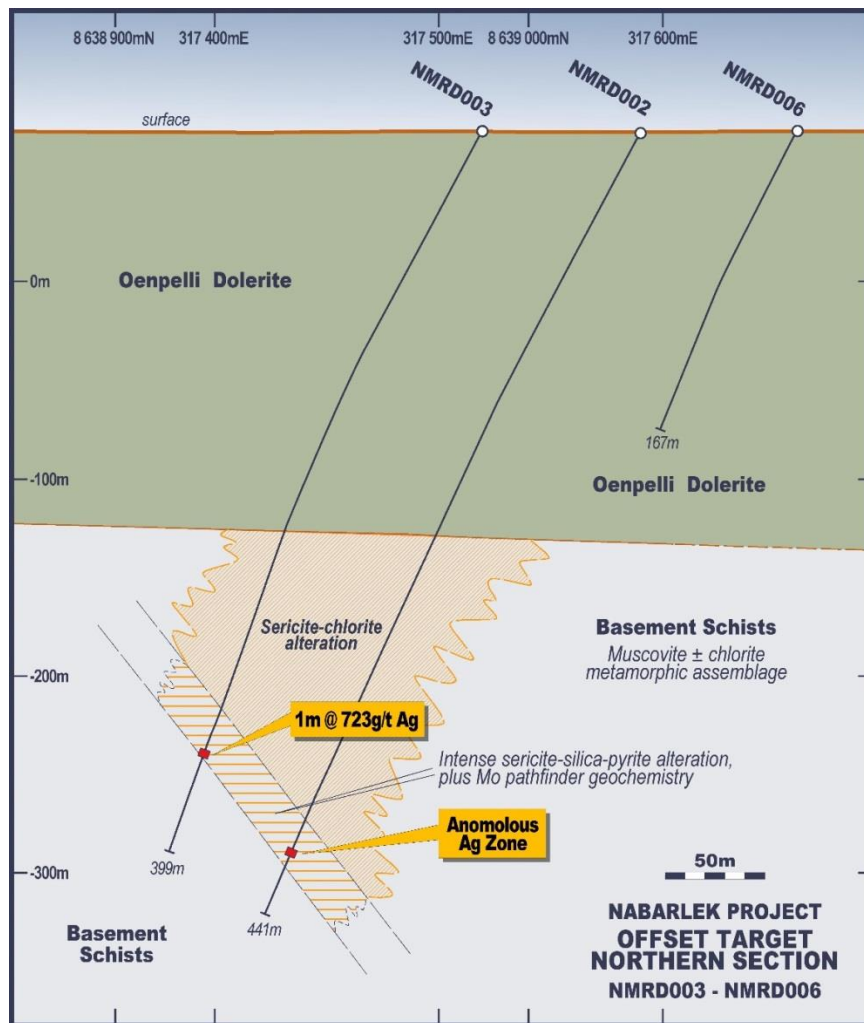 8 638 900mN
317 400mE
317 500mE
8 639 000mN
317 600mE
NMRD003
NMRD002
NMRD006
surface
Oenpelli Dolerite
0m
167m
-100m
Oenpelli Dolerite
Sericite-chlorite
alteration
Basement Schists
Muscovite ± chlorite
metamorphic assemblage
-200m
1m @ 723g/t Ag
Intense sericite-silica-pyrite alteration,
plus Mo pathfinder geochemistry
Anomolous
Ag Zone
399m
-300m
441m
Basement
Schists
50m
NABARLEK PROJECT
OFFSET TARGET
NORTHERN SECTION
NMRD003 - NMRD006